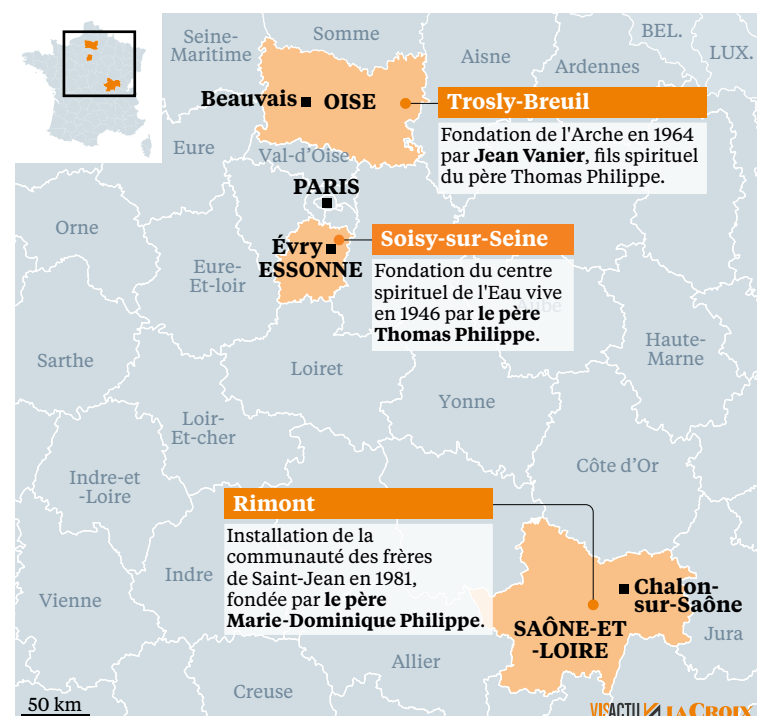 Seine-
Maritime
Somme
BEL.
LUX.
Aisne
Ardennes
Beauvais
OISE
Trosly-Breuil
Fondation de l'Arche en 1964
par Jean Vanier, fils spirituel
du père Thomas Philippe.
Eure
Val-d'Oise
PARIS
Orne
Évry
ESSONNE
Soisy-sur-Seine
Fondation du centre
spirituel de l'Eau vive
en 1946 par le père
Thomas Philippe.
Eure-
Et-loir
Aube
Haute-
Marne
Sarthe
Loiret
Yonne
Loir-
Et-cher
Côte d'Or
Indre-et
-Loire
Rimont
Installation de la
communauté des frères
de Saint-Jean en 1981,
fondée par le père
Marie-Dominique Philippe.
Indre
Vienne
Chalon-
sur-Saône
SAÔNE-ET
-LOIRE
Jura
Allier
Creuse
50 km
VISACTU LA CROIX